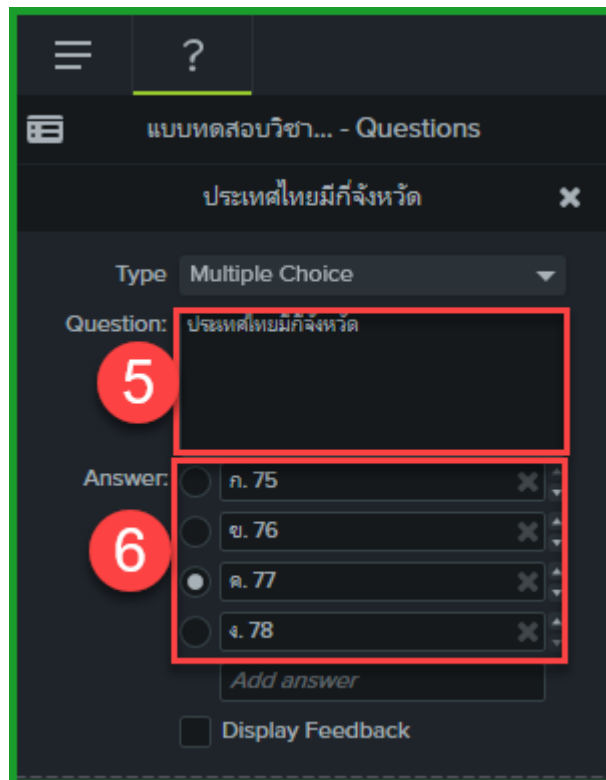 ?
แบบทดสอบวิชา... - Questions
ประเทศไทยมีกี่จังหวัด
Type Multiple Choice
Question: ประเทศไทยมีกี่จังหวัด
5
Answer: ก. 75
ข. 76
6
ค. 77
ง. 78
Add answer
Display Feedback